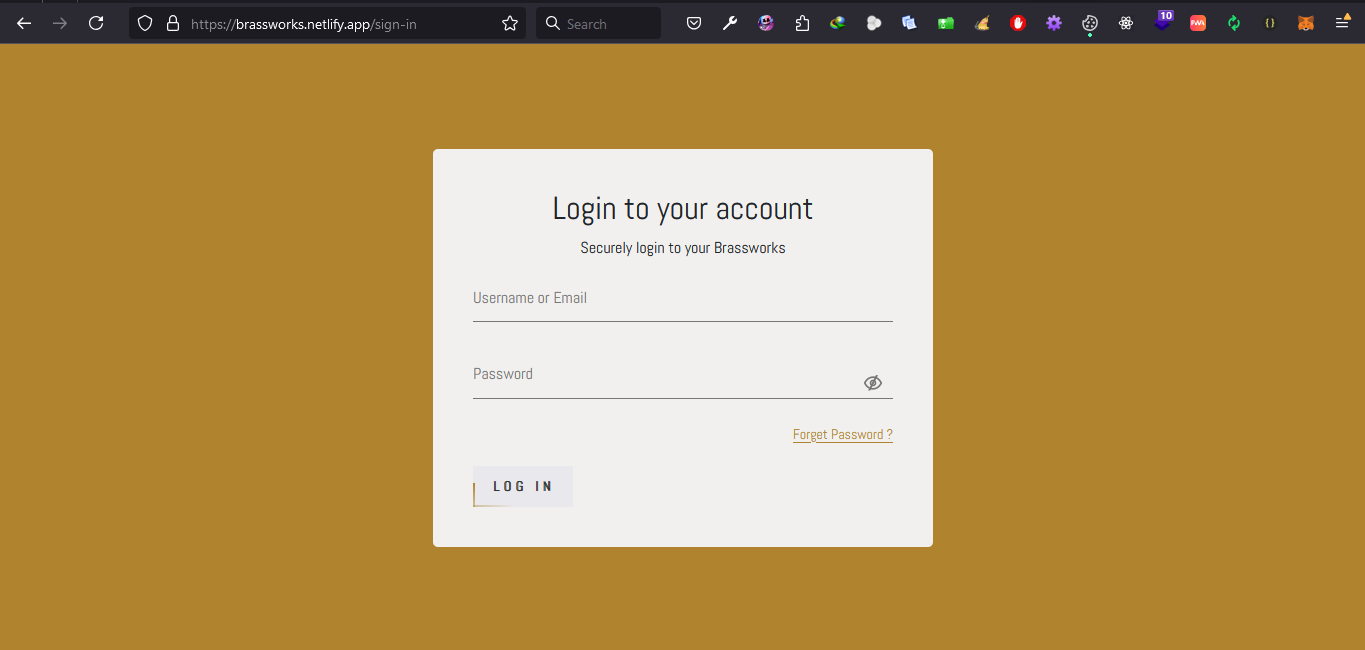 https://brassworks.netlify.app/sign-in
Search
10
PWA
{}
Login to your account
Securely login to your Brassworks
Username or Email
Password
Forget Password ?
LOG IN